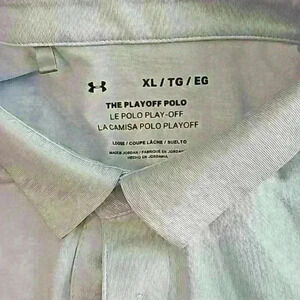 XL / TG / EG
THE PLAYOFF POLO
LE POLO PLAY-OFF
LA CAMISA POLO PLAYOFF
LOOSE / COUPE LÂCHE / SUELTO
MADE IN JORDAN / FABRIQUÉ EN JORDANIE
HECHO EN JORDANIA